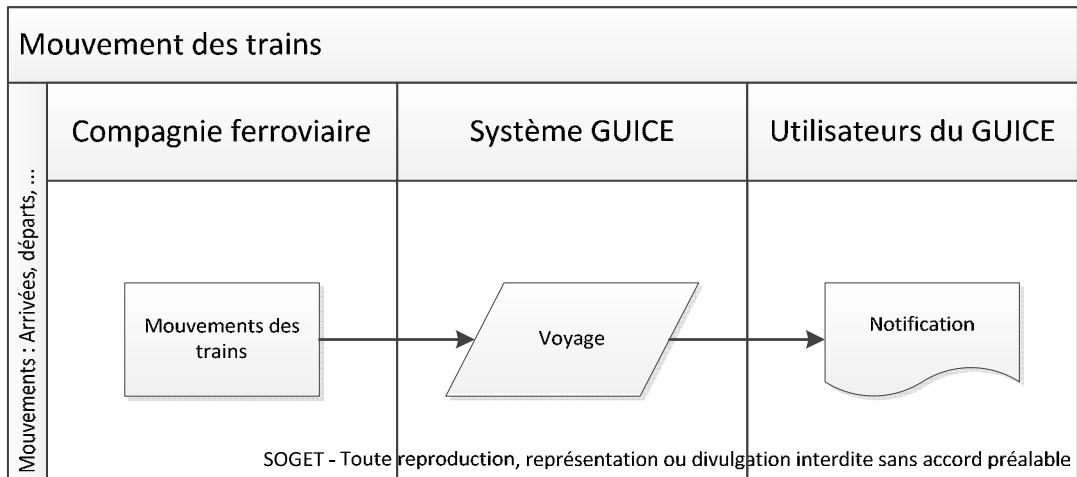 Mouvement des trains
Compagnie ferroviaire
Système GUICE
Utilisateurs du GUICE
Mouvements : Arrivées, départs, ...
Mouvements des
trains
Voyage
Notification
SOGET - Toute reproduction, représentation ou divulgation interdite sans accord préalable